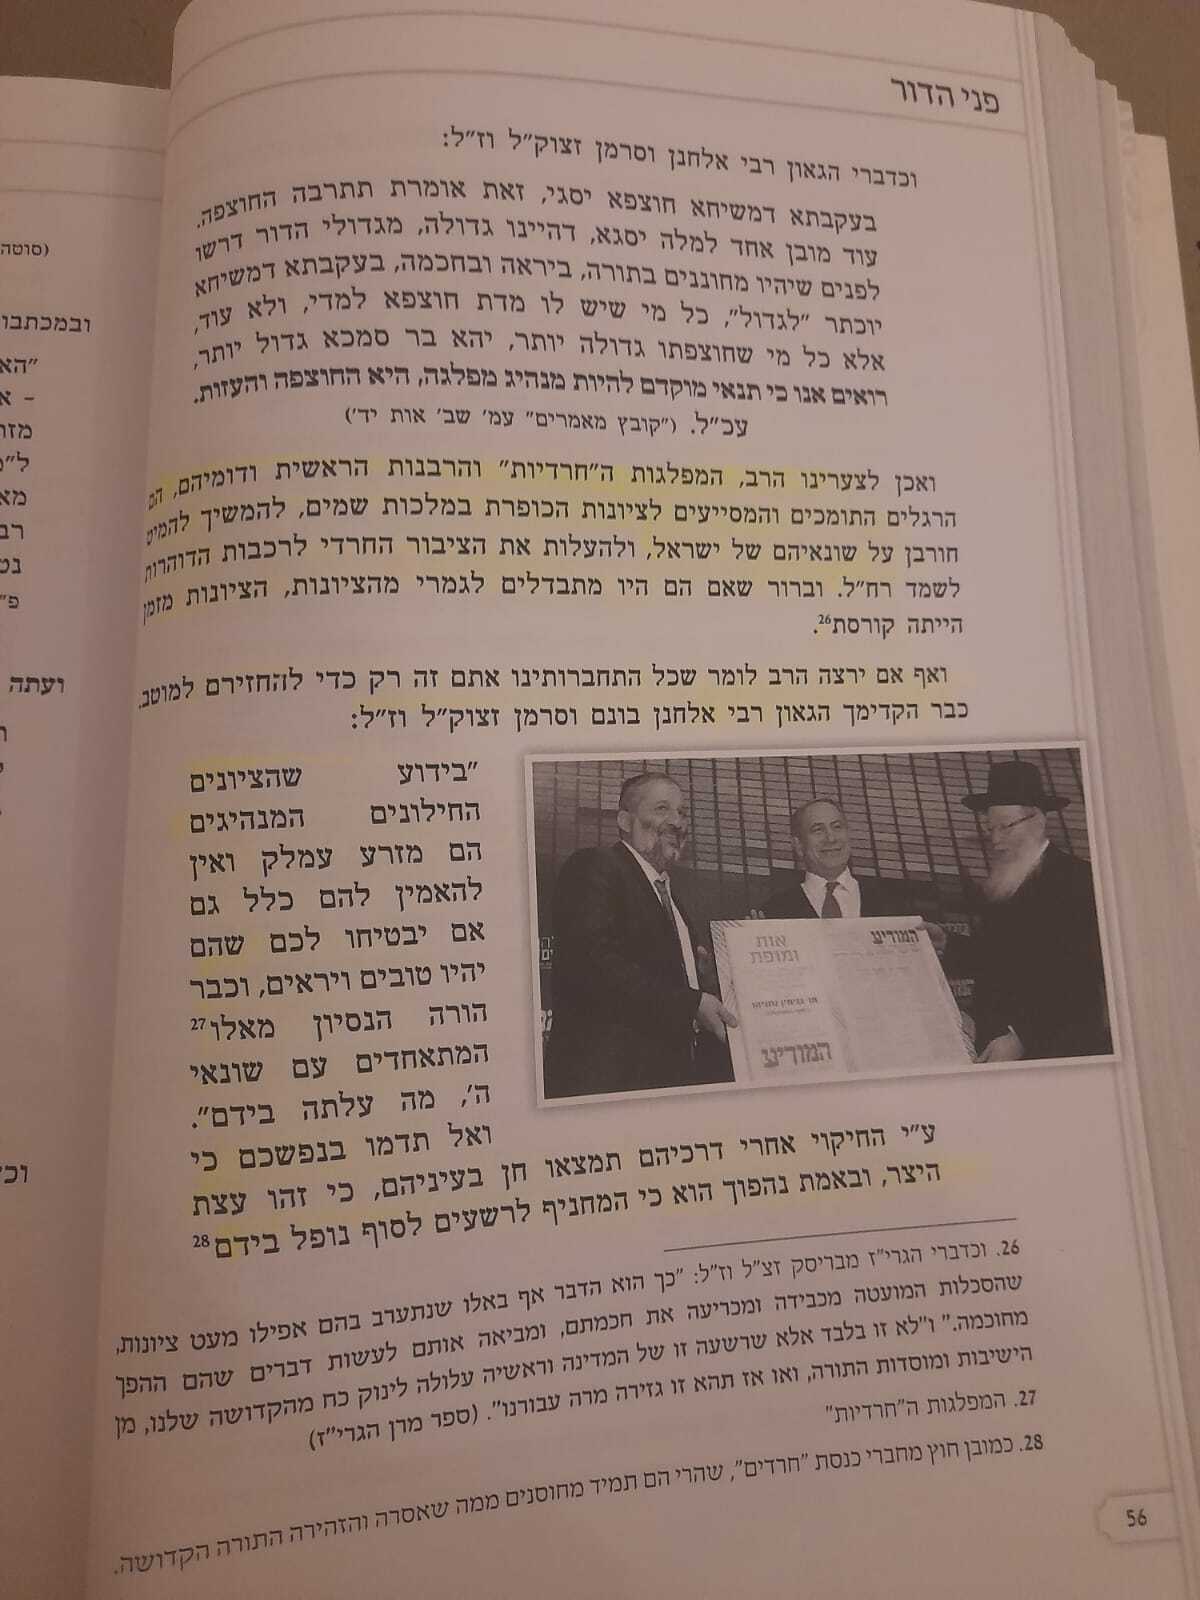 פני הדור
וכדברי הגאון רבי אלחנן וסרמן זצוק"ל וז"ל:
בעקבתא דמשיחא חוצפא יסגי, זאת אומרת תתרבה החוצפה.
עוד מובן אחד למלה יסגא, דהיינו גדולה, מגדולי הדור דרשו
לפנים שיהיו מחוננים בתורה, ביראה ובחכמה, בעקבתא דמשיחא
יוכתר "לגדול", כל מי שיש לו מדת חוצפא למדי, ולא עוד,
אלא כל מי שחוצפתו גדולה יותר, יהא בר סמכא גדול יותר,
רואים אנו כי תנאי מוקדם להיות מנהיג מפלגה, היא החוצפה והעזות.
עכ"ל. ("קובץ מאמרים" עמ' שב' אות יד')
ואכן לצערינו הרב, המפלגות ה"חרדיות" והרבנות הראשית ודומיהם, הם
הרגלים התומכים והמסייעים לציונות הכופרת במלכות שמים, להמשיך להמיט
חורבן על שונאיהם של ישראל, ולהעלות את הציבור החרדי לרכבות הדוהרות
לשמד רח"ל. וברור שאם הם היו מתבדלים לגמרי מהציונות, הציונות מזמן
הייתה קורסת26.
ואף אם ירצה הרב לומר שכל התחברותינו אתם זה רק כדי להחזירם למוטב.
כבר הקדימך הגאון רבי אלחנן בונם וסרמן זצוק"ל וז"ל:
"בידוע שהציונים
החילונים המנהיגים
הם מזרע עמלק ואין
להאמין להם כלל גם
אם יבטיחו לכם שהם
יהיו טובים ויראים, וכבר
הורה הנסיון מאלו27
המתאחדים עם שונאי
ה', מה עלתה בידם".
ואל תדמו בנפשכם כי
ע"י החיקוי אחרי דרכיהם תמצאו חן בעיניהם, כי זהו עצת
היצר, ובאמת נהפוך הוא כי המחניף לרשעים לסוף נופל בידם28
אות
ומופת
המודיע
המודיע
26. וכדברי הגרי"ז מבריסק זצ"ל וז"ל: "כך הוא הדבר אף באלו שנתערב בהם אפילו מעט ציונות,
שהסכלות המועטה מכבידה ומכריעה את חכמתם, ומביאה אותם לעשות דברים שהם ההפך
מחוכמה." ו"לא זו בלבד אלא שרשעה זו של המדינה וראשיה עלולה לינוק כח מהקדושה שלנו, מן
הישיבות ומוסדות התורה, ואו אז תהא זו גזירה מרה עבורנו". (ספר מרן הגרי"ז)
27. המפלגות ה"חרדיות"
28. כמובן חוץ מחברי כנסת "חרדים", שהרי הם תמיד מחוסנים ממה שאסרה והזהירה התורה הקדושה.
56
(סוטה
ובמכתבו
"הא
ועתה